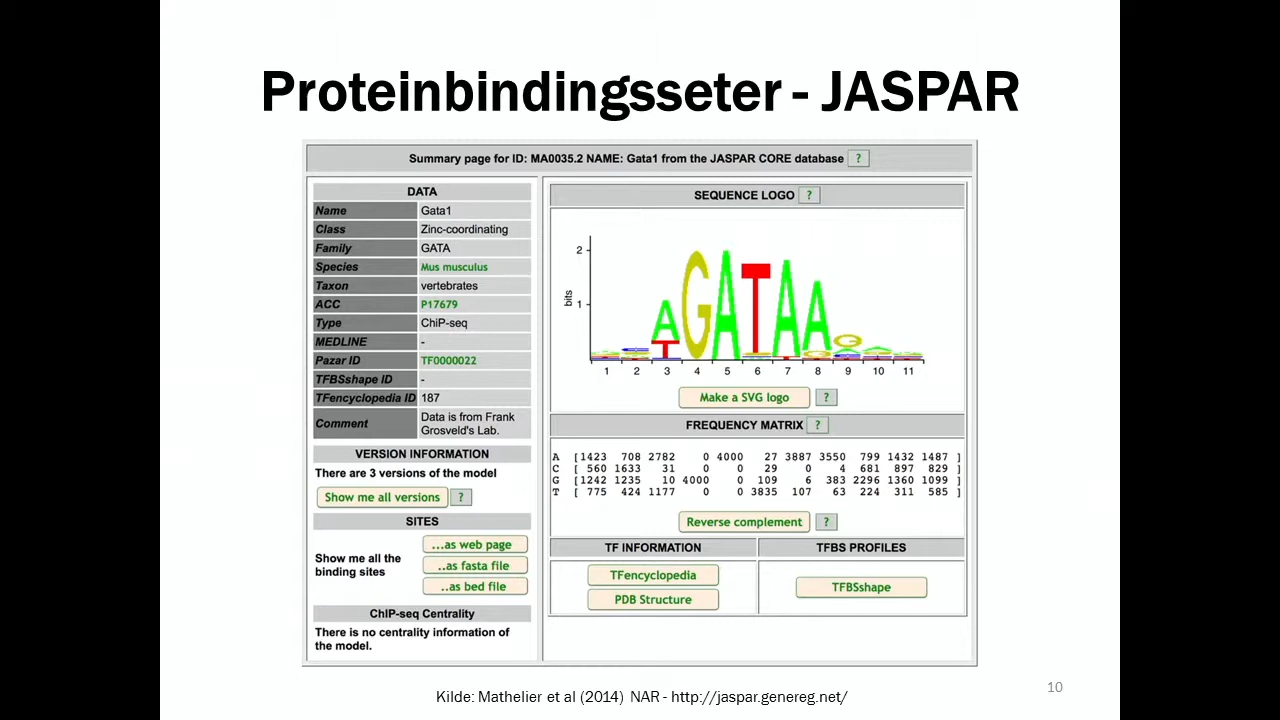 Proteinbindingsseter - JASPAR
Summary page for ID: MA0035.2 NAME: Gata1 from the JASPAR CORE database ?
DATA
Name Gata1
Class Zinc-coordinating
Family GATA
Species Mus musculus
Taxon vertebrates
ACC P17679
Type ChiP-seq
MEDLINE -
Pazar ID TF0000022
TFBSshape ID -
TFencyclopedia ID 187
Comment Data is from Frank
Grosveld's Lab.
VERSION INFORMATION
There are 3 versions of the model
Show me all versions ?
SITES
Show me all the
binding sites
...as web page
..as fasta file
..as bed file
ChIP-seq Centrality
There is no centrality information of
the model.
SEQUENCE LOGO ?
2
bits
1
A T G A T A A A G
1 2 3 4 5 6 7 8 9 10 11
Make a SVG logo ?
FREQUENCY MATRIX ?
A [1423 708 2782 0 4000 27 3887 3550 799 1432 1487 ]
C [ 560 1633 31 0 0 29 0 4 681 897 829 ]
G [1242 1235 10 4000 0 109 6 383 2296 1360 1099 ]
T [ 775 424 1177 0 0 3835 107 63 224 311 585 ]
Reverse complement ?
TF INFORMATION
TFencyclopedia
PDB Structure
TFBS PROFILES
TFBSshape
Kilde: Mathelier et al (2014) NAR - http://jaspar.genereg.net/
10